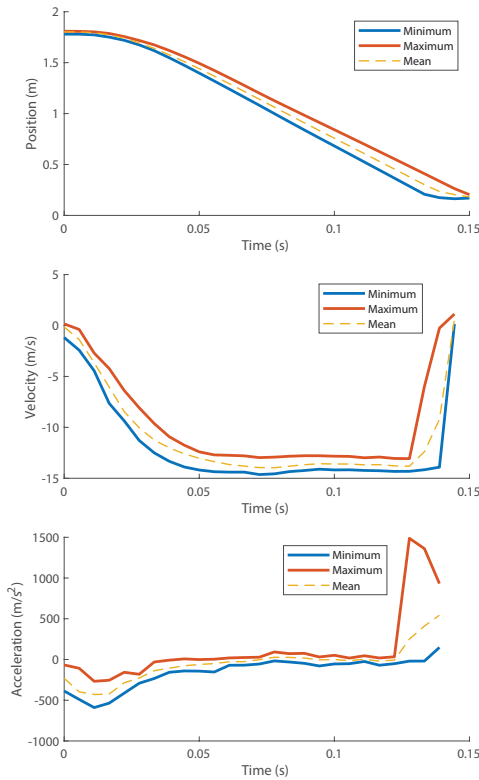 2
1.5
1
0.5
0
Position (m)
Minimum
Maximum
Mean
0
0.05
0.1
0.15
Time (s)
5
0
-5
-10
-15
Velocity (m/s)
Minimum
Maximum
Mean
0
0.05
0.1
0.15
Time (s)
1500
1000
500
0
-500
-1000
Acceleration (m/s²)
Minimum
Maximum
Mean
0
0.05
0.1
0.15
Time (s)